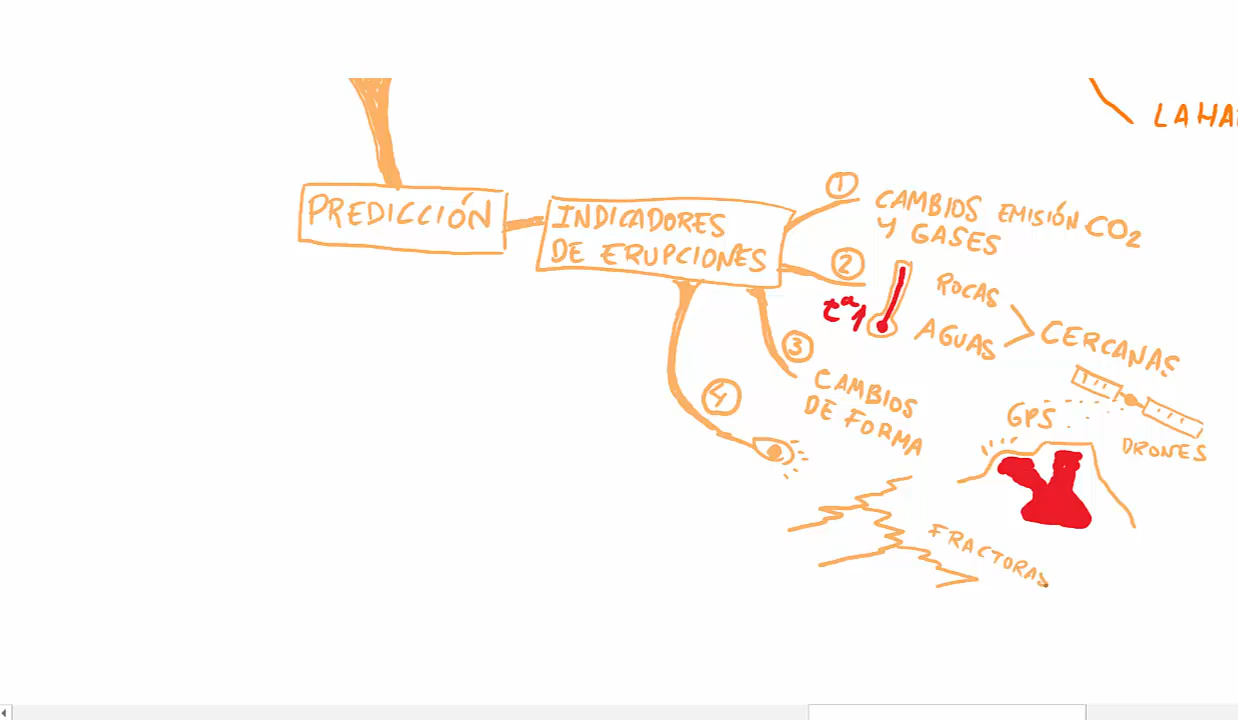 LAHA
PREDICCIÓN
INDICADORES
DE ERUPCIONES
1
CAMBIOS EMISIÓN CO2
Y GASES
2
tª
ROCAS
AGUAS
CERCANAS
3
CAMBIOS
DE FORMA
GPS
DRONES
4
FRACTORAS